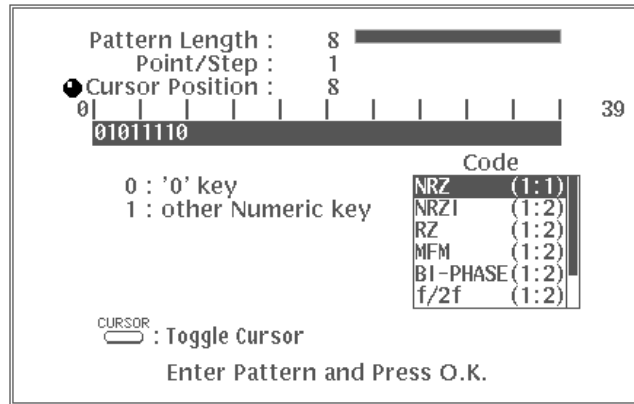 Pattern Length : 8
Point/Step : 1
Cursor Position : 8
0 39
01011110
Code
0 : '0' key
1 : other Numeric key
NRZ (1:1)
NRZI (1:2)
RZ (1:2)
MFM (1:2)
BI-PHASE(1:2)
f/2f (1:2)
CURSOR : Toggle Cursor
Enter Pattern and Press O.K.